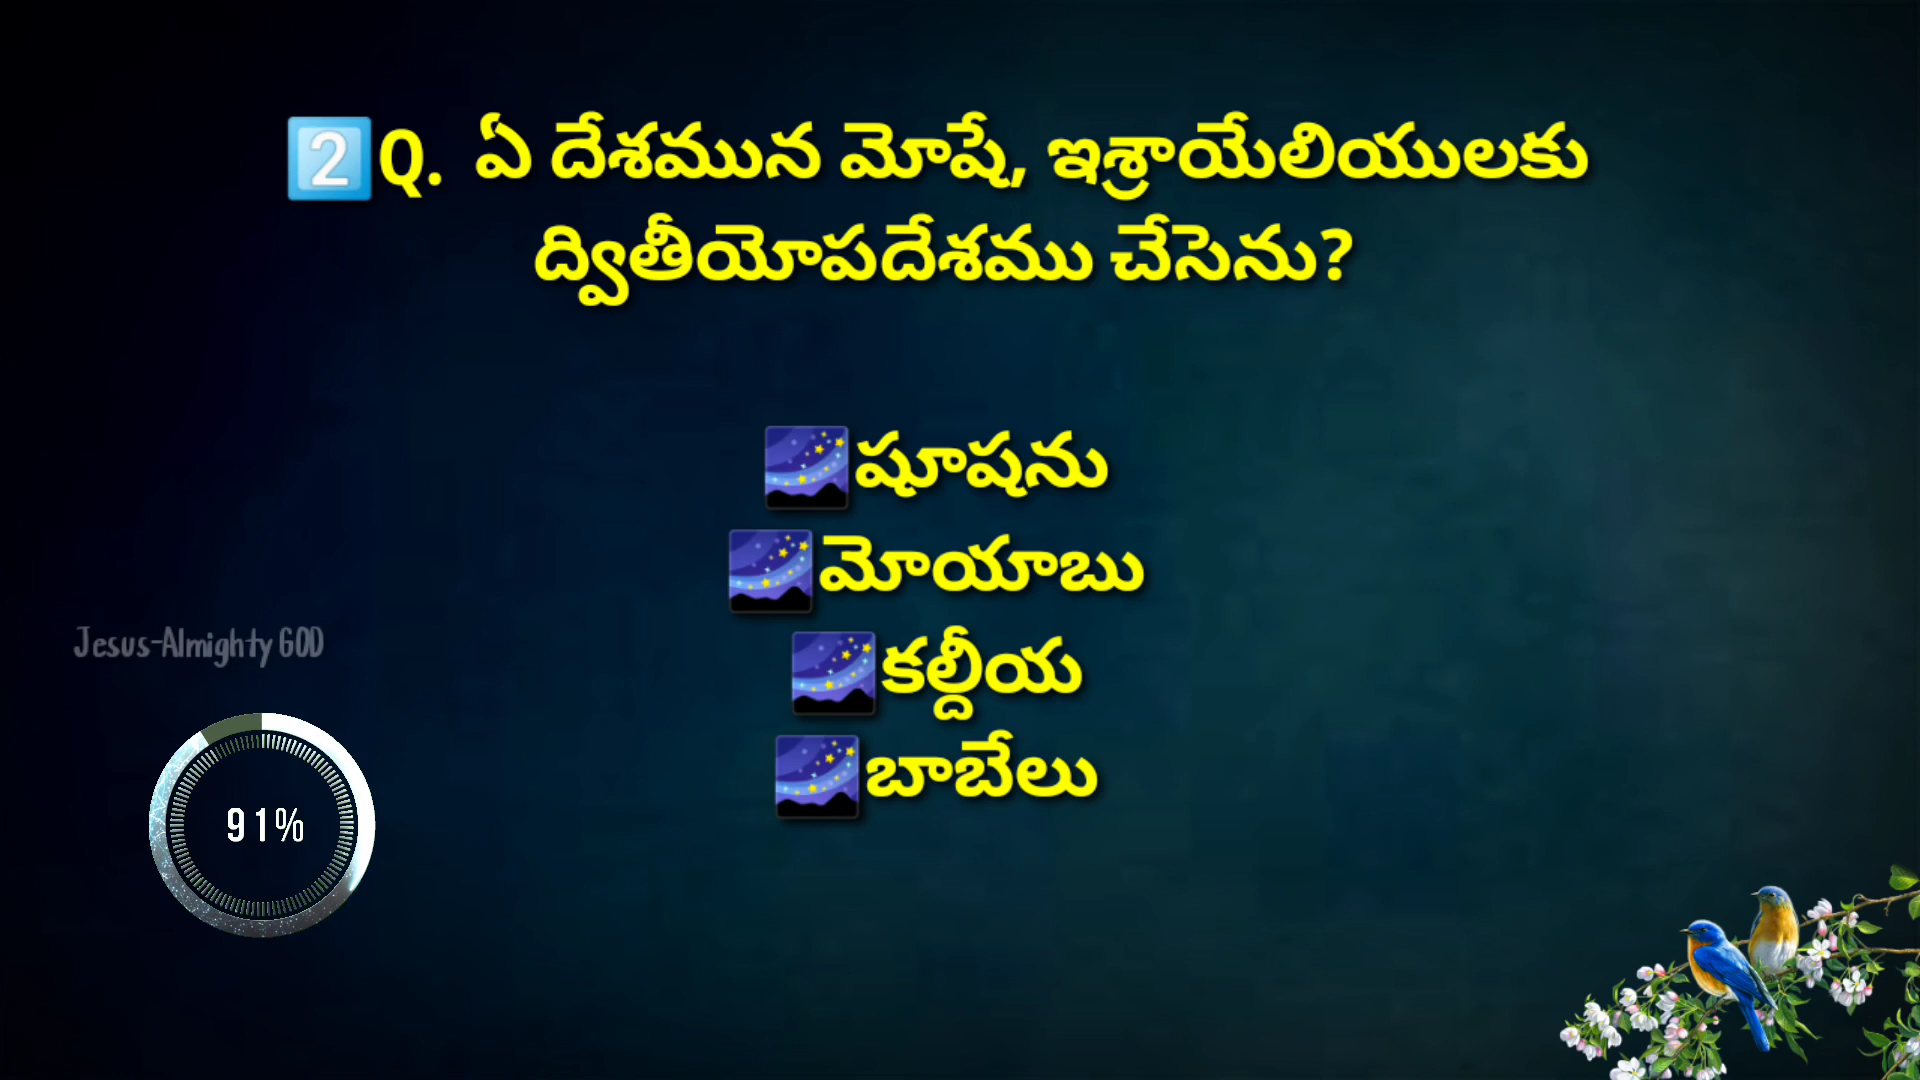 2️⃣Q. ఏ దేశమున మోషే, ఇశ్రాయేలియులకు
ద్వితీయోపదేశము చేసెను?
🌌షూషను
🌌మోయాబు
🌌కల్దీయ
🌌బాబేలు
Jesus-Almighty GOD
91%